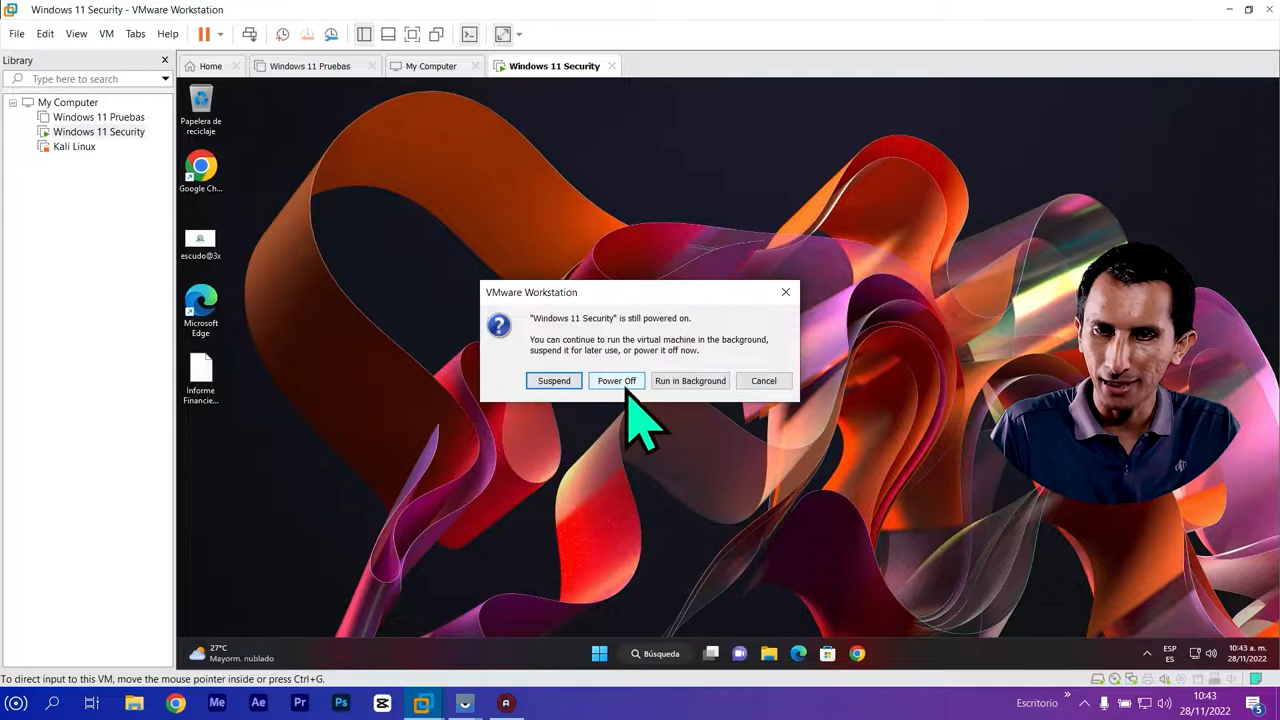 Windows 11 Security - VMware Workstation
File Edit View VM Tabs Help
Library
Type here to search
My Computer
Windows 11 Pruebas
Windows 11 Security
Kali Linux
Home
Windows 11 Pruebas
My Computer
Windows 11 Security
Papelera de
reciclaje
Google Ch...
escudo@3x
Microsoft
Edge
Informe
Financie...
VMware Workstation
"Windows 11 Security" is still powered on.
You can continue to run the virtual machine in the background,
suspend it for later use, or power it off now.
Suspend Power Off Run in Background Cancel
27°C
Mayorm. nublado
Búsqueda
ESP
ES
10:43 a. m.
28/11/2022
To direct input to this VM, move the mouse pointer inside or press Ctrl+G.
Me Ae Pr Ps
Escritorio
10:43
28/11/2022
5